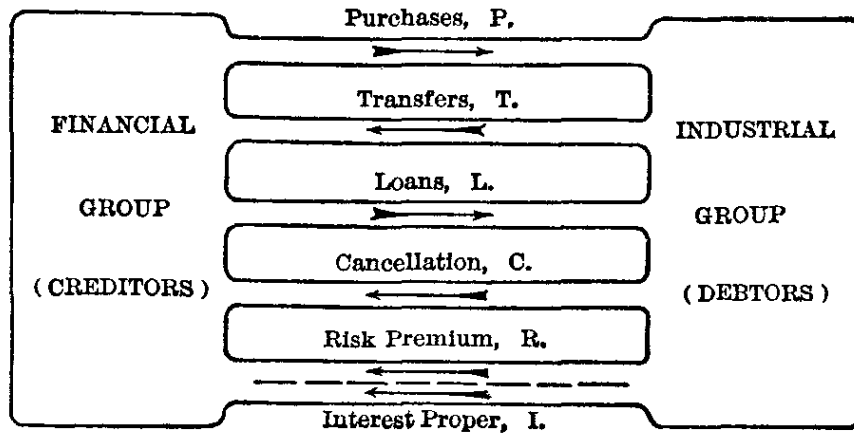 Purchases, P.
Transfers, T.
FINANCIAL
INDUSTRIAL
Loans, L.
GROUP
GROUP
Cancellation, C.
( CREDITORS )
( DEBTORS )
Risk Premium, R.
Interest Proper, I.